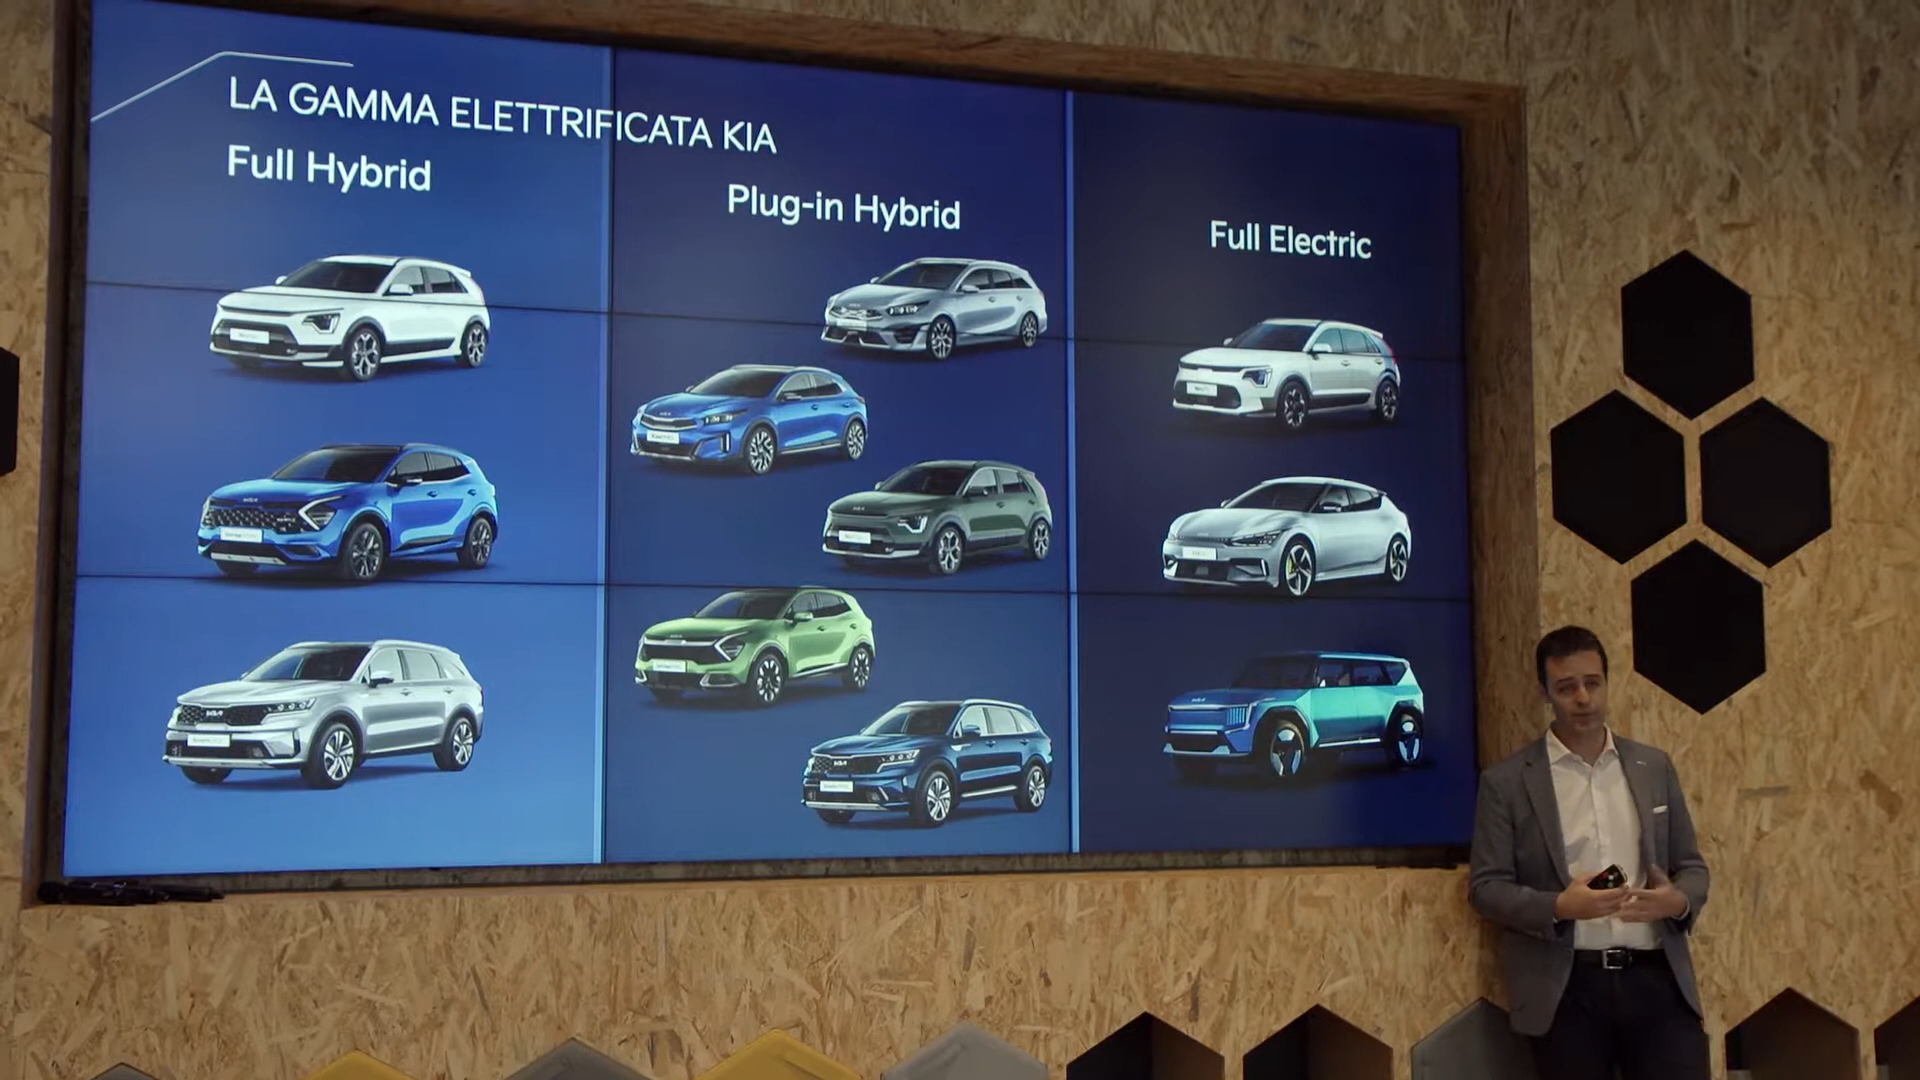 LA GAMMA ELETTRIFICATA KIA
Full Hybrid
Plug-in Hybrid
Full Electric